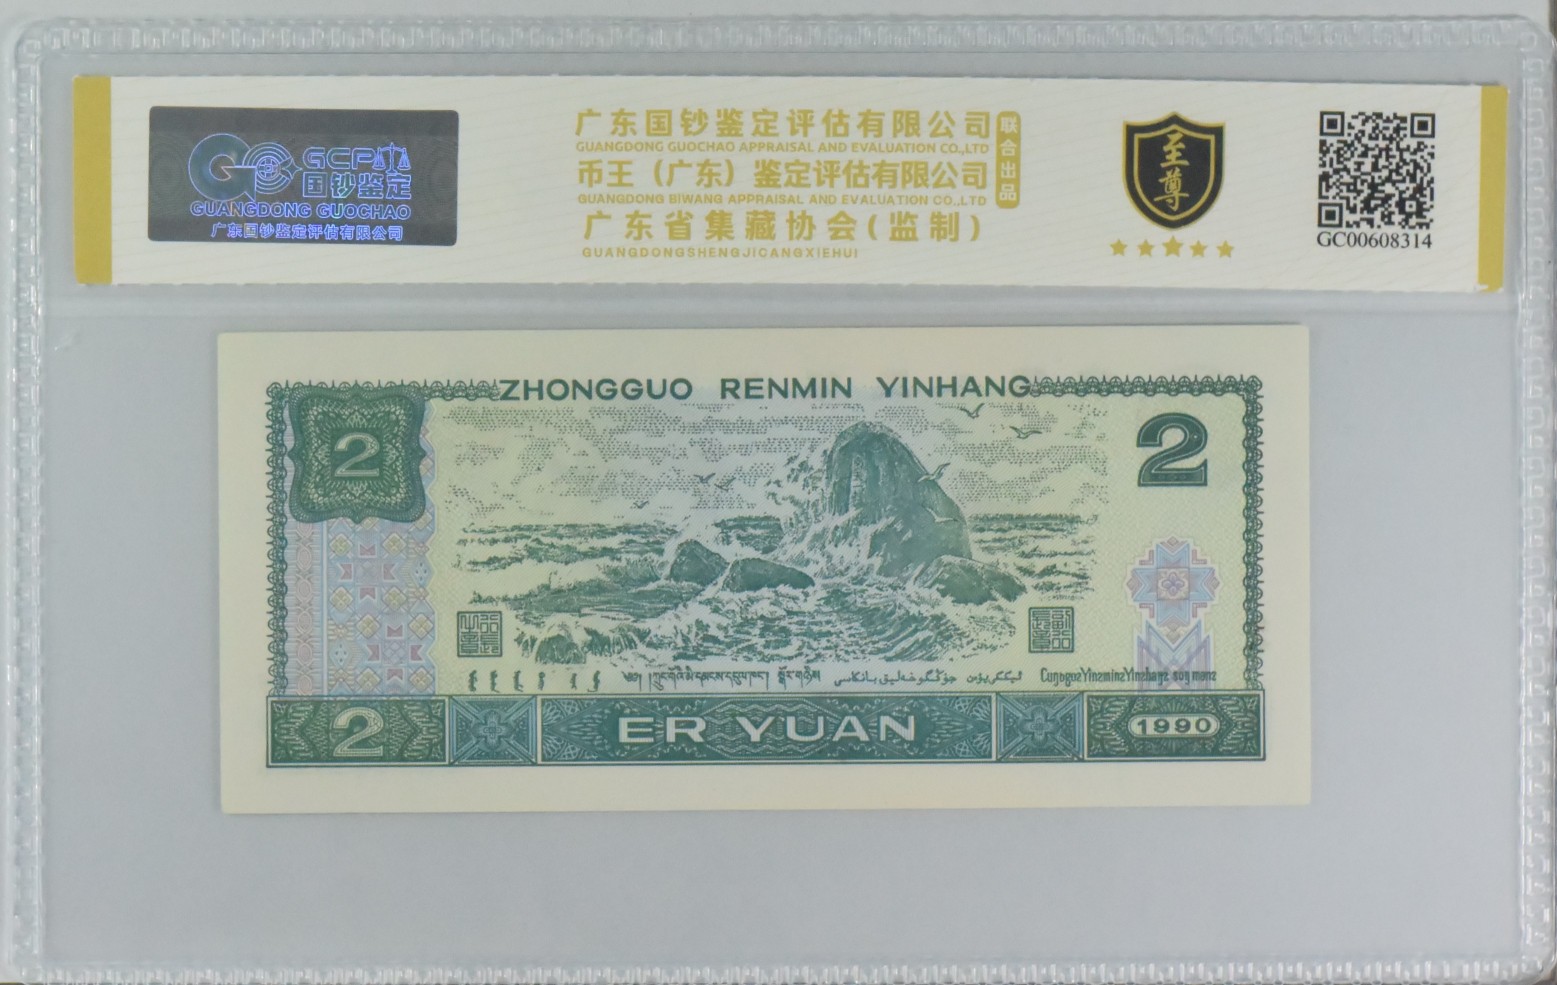 GCP
国钞鉴定
GUANGDONG GUOCHAO
广东国钞鉴定评估有限公司
广东国钞鉴定评估有限公司
GUANGDONG GUOCHAO APPRAISAL AND EVALUATION CO.,LTD
币王（广东）鉴定评估有限公司
GUANGDONG BIWANG APPRAISAL AND EVALUATION CO.,LTD
联合出品
广东省集藏协会(监制)
GUANGDONGSHENGJICANGXIEHUI
至尊
GC00608314
ZHONGGUO RENMIN YINHANG
2
2
2
ER YUAN
1990